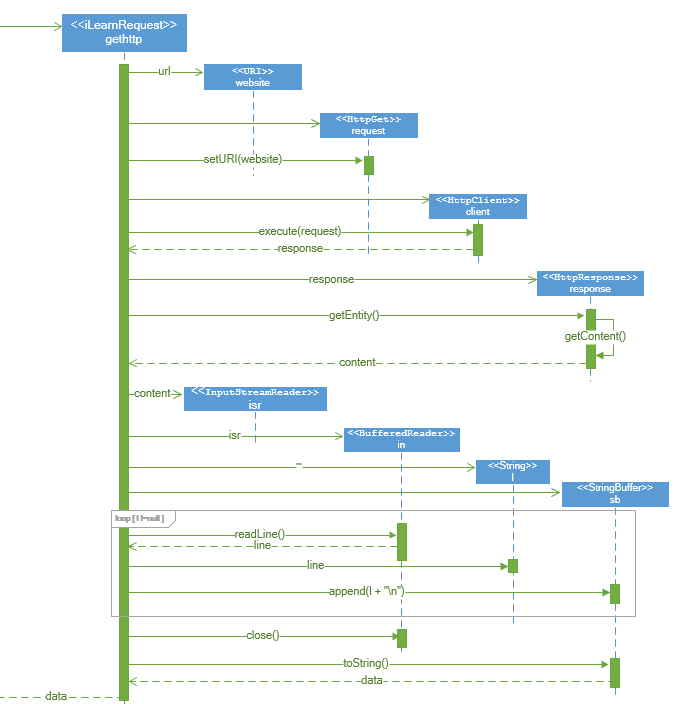 <<iLearnRequest>>
gethttp
url
<<URI>>
website
<<HttpGet>>
request
setURI(website)
<<HttpClient>>
client
execute(request)
response
response
<<HttpResponse>>
response
getEntity()
getContent()
content
content
<<InputStreamReader>>
isr
isr
<<BufferedReader>>
in
""
<<String>>
l
<<StringBuffer>>
sb
loop [ l !=null ]
readLine()
line
line
append(l + "\n")
close()
toString()
data
data